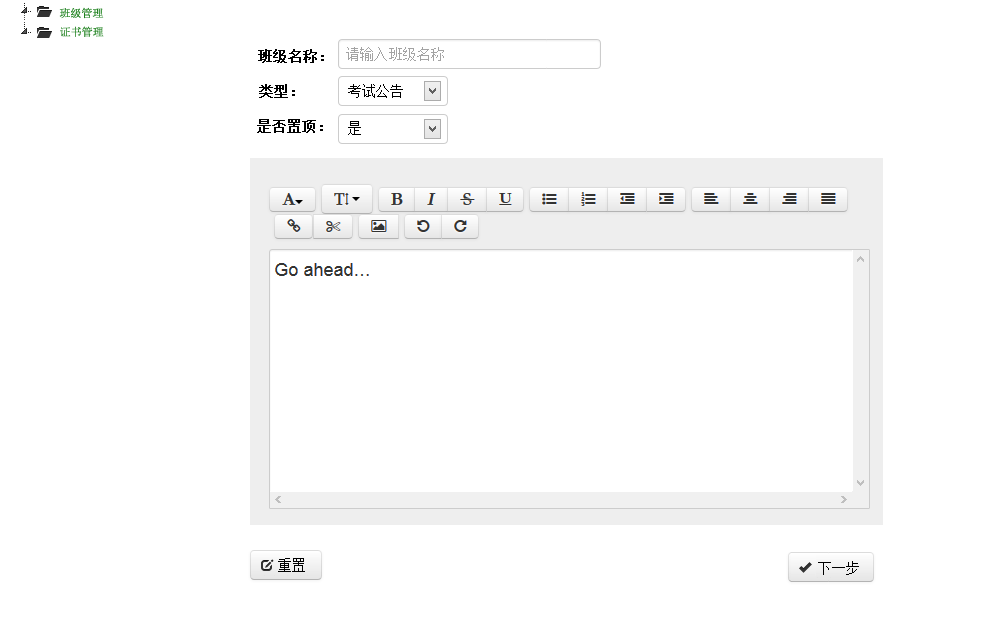 班级管理
证书管理
班级名称： 请输入班级名称
类型： 考试公告
是否置顶： 是
A T B I S U
Go ahead…
重置 下一步